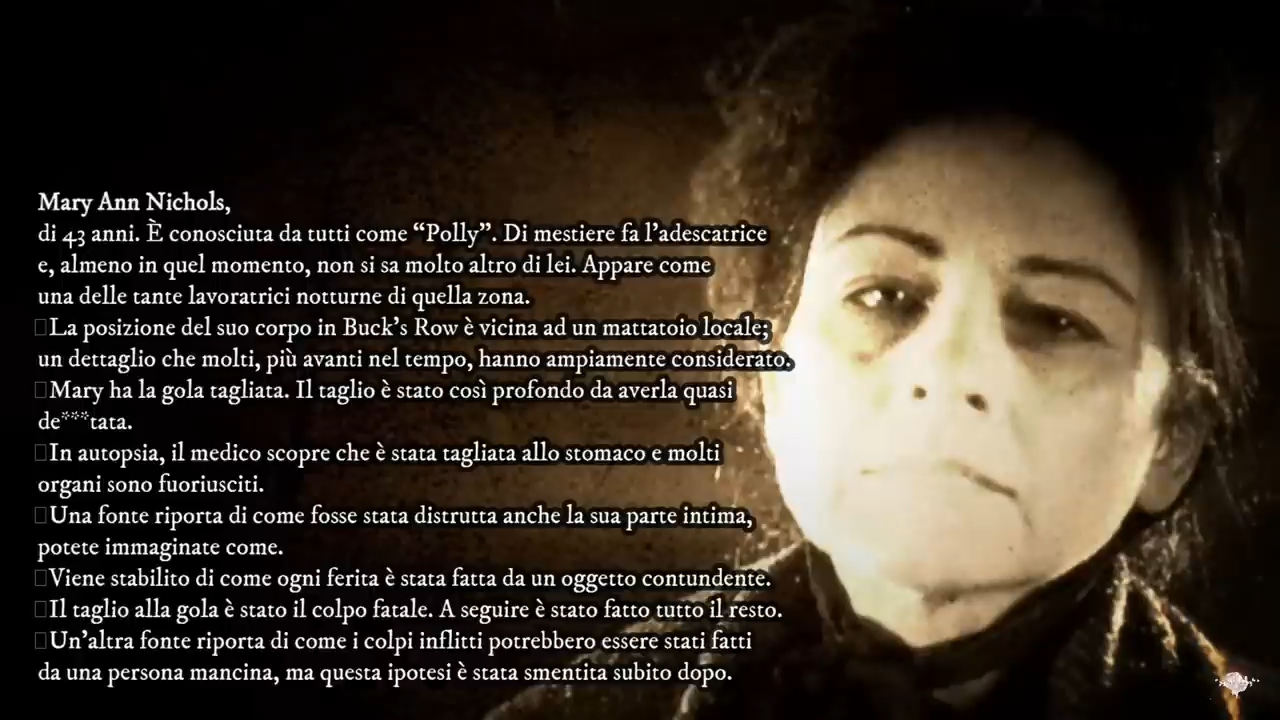 Mary Ann Nichols,
di 43 anni. È conosciuta da tutti come “Polly”. Di mestiere fa l’adescatrice
e, almeno in quel momento, non si sa molto altro di lei. Appare come
una delle tante lavoratrici notturne di quella zona.
□La posizione del suo corpo in Buck’s Row è vicina ad un mattatoio locale;
un dettaglio che molti, più avanti nel tempo, hanno ampiamente considerato.
□Mary ha la gola tagliata. Il taglio è stato così profondo da averla quasi
de***tata.
□In autopsia, il medico scopre che è stata tagliata allo stomaco e molti
organi sono fuoriusciti.
□Una fonte riporta di come fosse stata distrutta anche la sua parte intima,
potete immaginate come.
□Viene stabilito di come ogni ferita è stata fatta da un oggetto contundente.
□Il taglio alla gola è stato il colpo fatale. A seguire è stato fatto tutto il resto.
□Un’altra fonte riporta di come i colpi inflitti potrebbero essere stati fatti
da una persona mancina, ma questa ipotesi è stata smentita subito dopo.